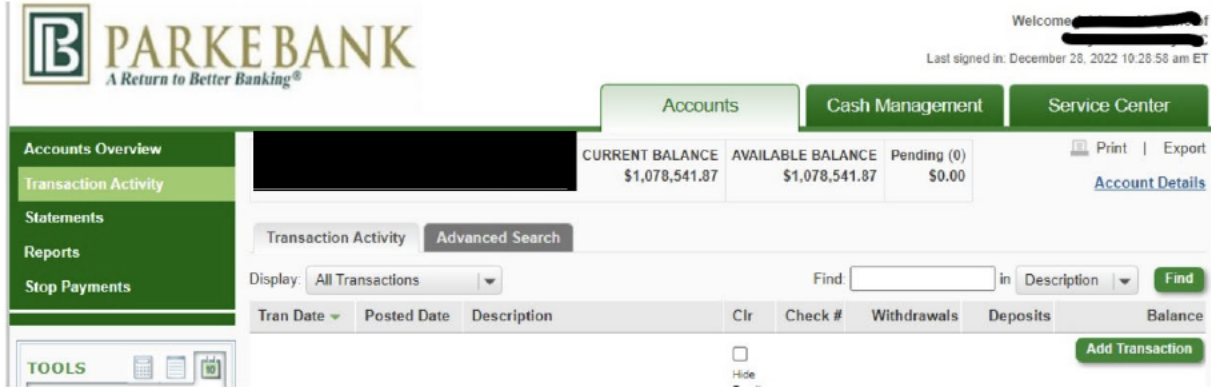 B PARKE BANK
A Return to Better Banking®
Welcome
Last signed in: December 28, 2022 10:28:58 am ET
Accounts
Cash Management
Service Center
Accounts Overview
Transaction Activity
Statements
Reports
Stop Payments
CURRENT BALANCE AVAILABLE BALANCE Pending (0)
$1,078,541.87 $1,078,541.87 $0.00
Print | Export
Account Details
Transaction Activity Advanced Search
Display: All Transactions Find: in Description Find
Tran Date Posted Date Description Clr Check # Withdrawals Deposits Balance
Add Transaction
Hide
TOOLS 10